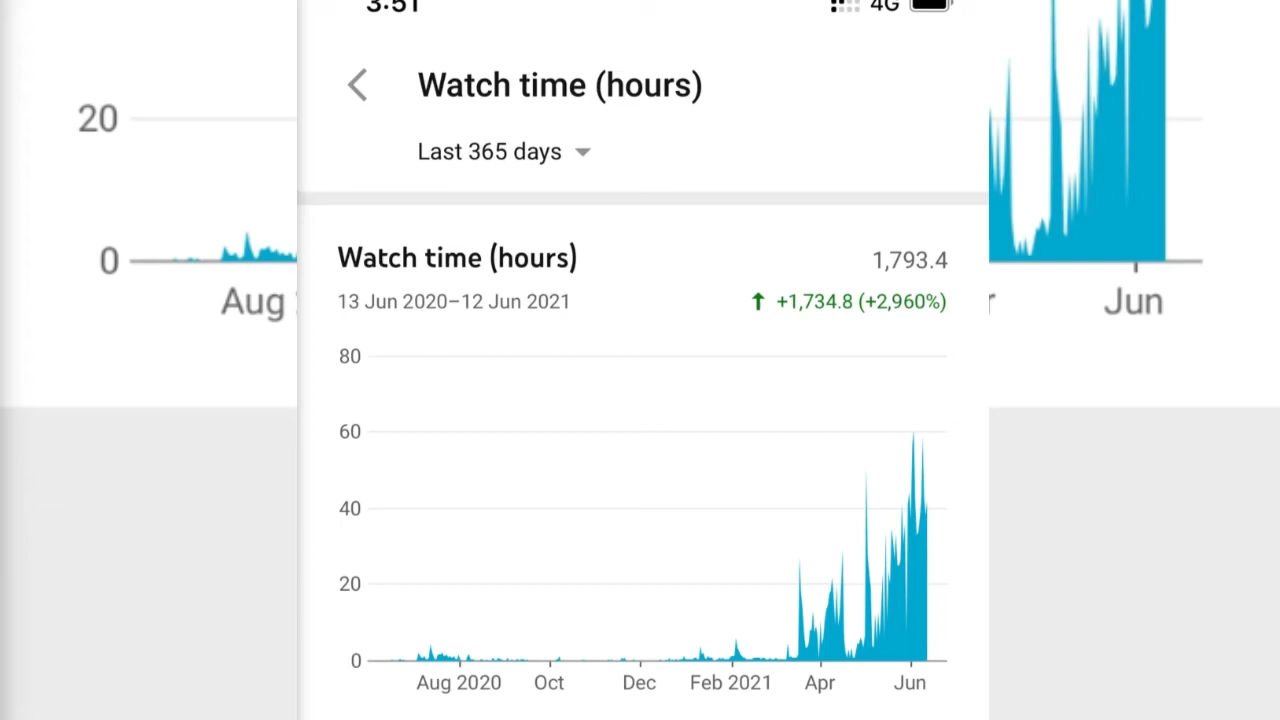 3:51
4G
Watch time (hours)
Last 365 days
Watch time (hours)
1,793.4
13 Jun 2020–12 Jun 2021
+1,734.8 (+2,960%)
80
60
40
20
0
Aug 2020
Oct
Dec
Feb 2021
Apr
Jun
20
0
Aug
r
Jun